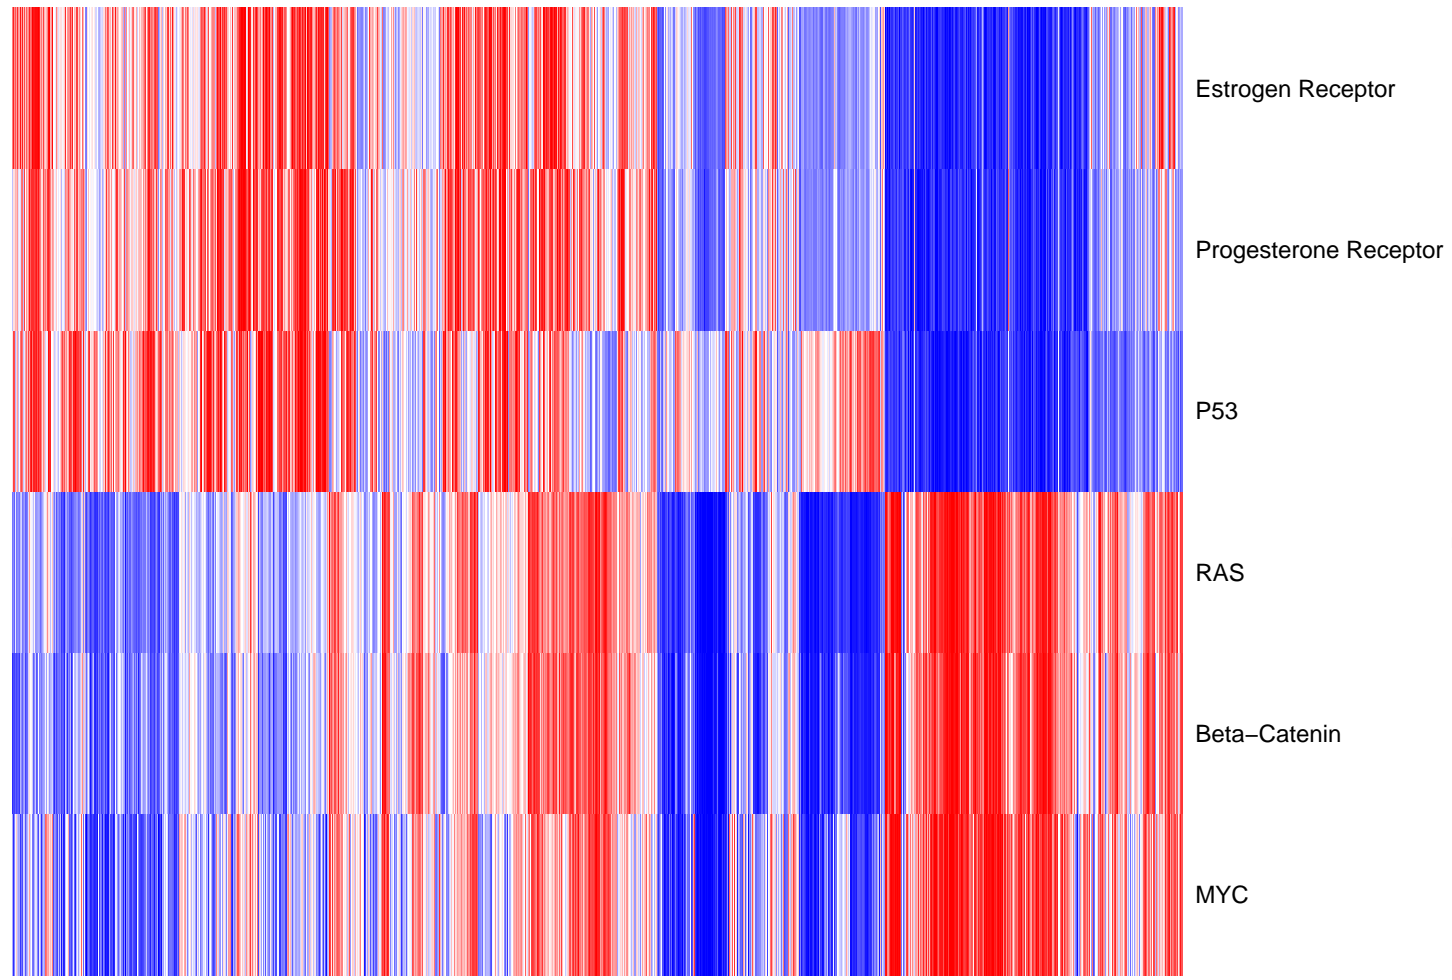 Estrogen Receptor
Progesterone Receptor
P53
RAS
Beta−Catenin
MYC